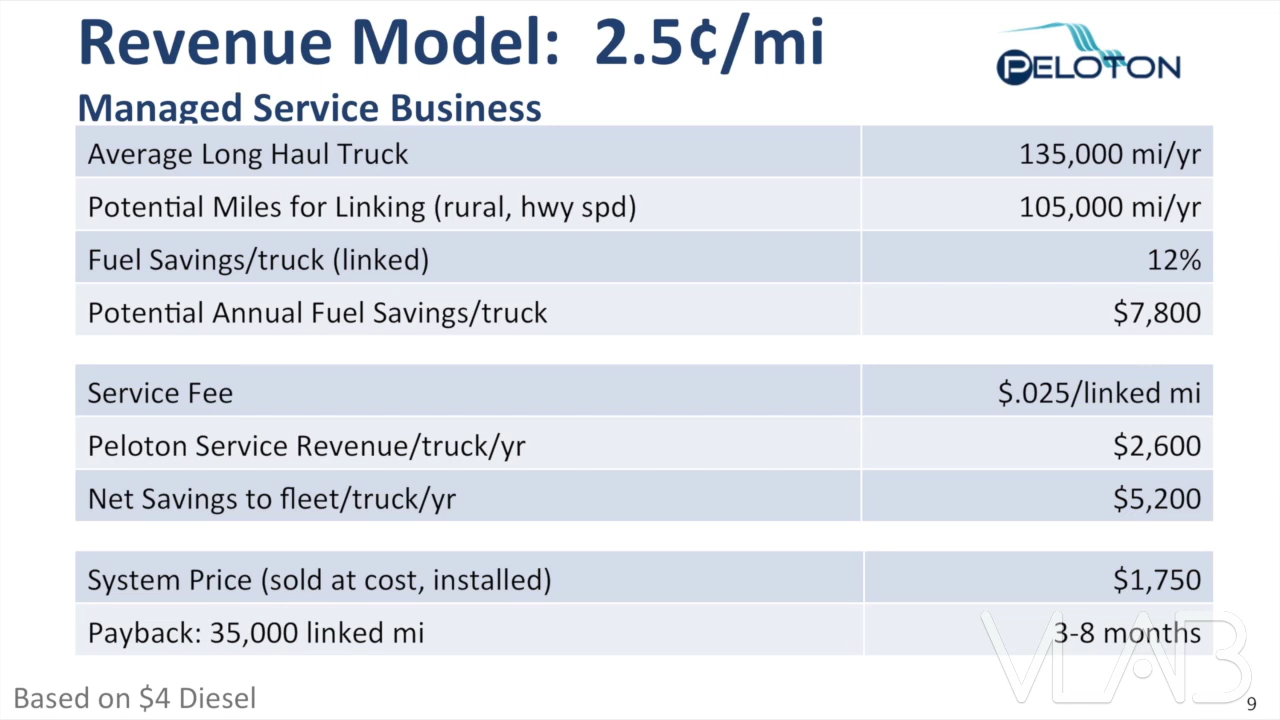 Revenue Model: 2.5¢/mi
PELOTON
Managed Service Business
Average Long Haul Truck 135,000 mi/yr
Potential Miles for Linking (rural, hwy spd) 105,000 mi/yr
Fuel Savings/truck (linked) 12%
Potential Annual Fuel Savings/truck $7,800
Service Fee $.025/linked mi
Peloton Service Revenue/truck/yr $2,600
Net Savings to fleet/truck/yr $5,200
System Price (sold at cost, installed) $1,750
Payback: 35,000 linked mi 3-8 months
VLAB
Based on $4 Diesel
9